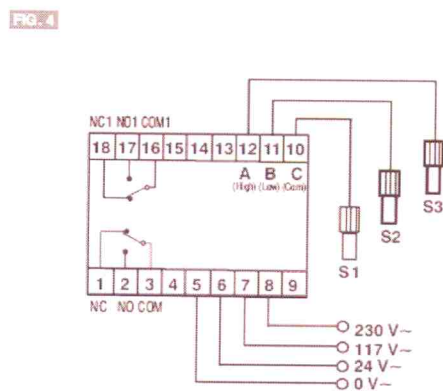 FIG. 4
NC1 NO1 COM1
18 17 16 15 14 13 12 11 10
A B C
(High) (Low) (Com)
S3
S2
S1
1 2 3 4 5 6 7 8 9
NC NO COM
230 V~
117 V~
24 V~
0 V~